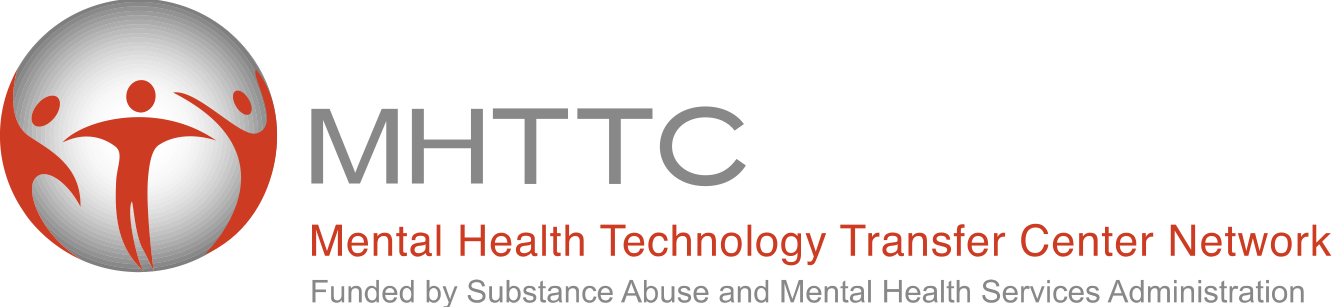 MHTTC
Mental Health Technology Transfer Center Network
Funded by Substance Abuse and Mental Health Services Administration